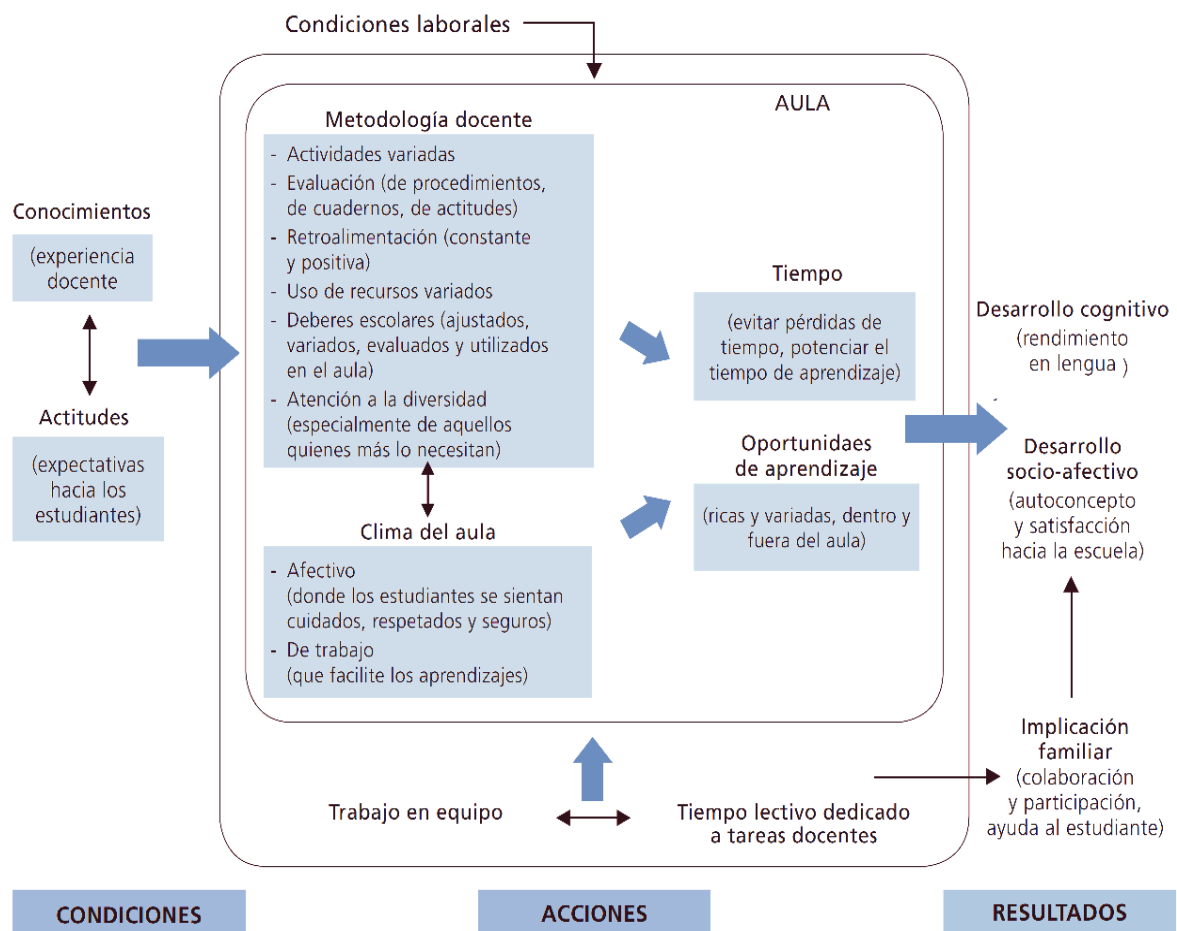 Condiciones laborales
AULA
Metodología docente
- Actividades variadas
- Evaluación (de procedimientos,
de cuadernos, de actitudes)
- Retroalimentación (constante
y positiva)
- Uso de recursos variados
- Deberes escolares (ajustados,
variados, evaluados y utilizados
en el aula)
- Atención a la diversidad
(especialmente de aquellos
quienes más lo necesitan)
Conocimientos
(experiencia
docente
Actitudes
(expectativas
hacia los
estudiantes)
Clima del aula
- Afectivo
(donde los estudiantes se sientan
cuidados, respetados y seguros)
- De trabajo
(que facilite los aprendizajes)
Tiempo
(evitar pérdidas de
tiempo, potenciar el
tiempo de aprendizaje)
Oportunidaes
de aprendizaje
(ricas y variadas, dentro y
fuera del aula)
Desarrollo cognitivo
(rendimiento
en lengua )
Desarrollo
socio-afectivo
(autoconcepto
y satisfacción
hacia la escuela)
Implicación
familiar
(colaboración
y participación,
ayuda al estudiante)
Trabajo en equipo
Tiempo lectivo dedicado
a tareas docentes
CONDICIONES
ACCIONES
RESULTADOS